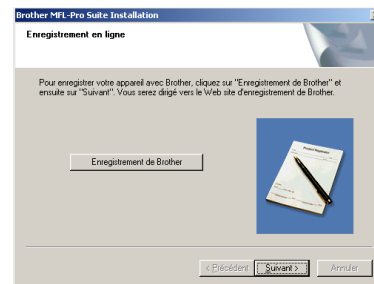 Brother MFL-Pro Suite Installation
Enregistrement en ligne
Pour enregistrer votre appareil avec Brother, cliquez sur "Enregistrement de Brother" et
ensuite sur "Suivant". Vous serez dirigé vers le Web site d'enregistrement de Brother.
Enregistrement de Brother
< Précédent
Suivant >
Annuler